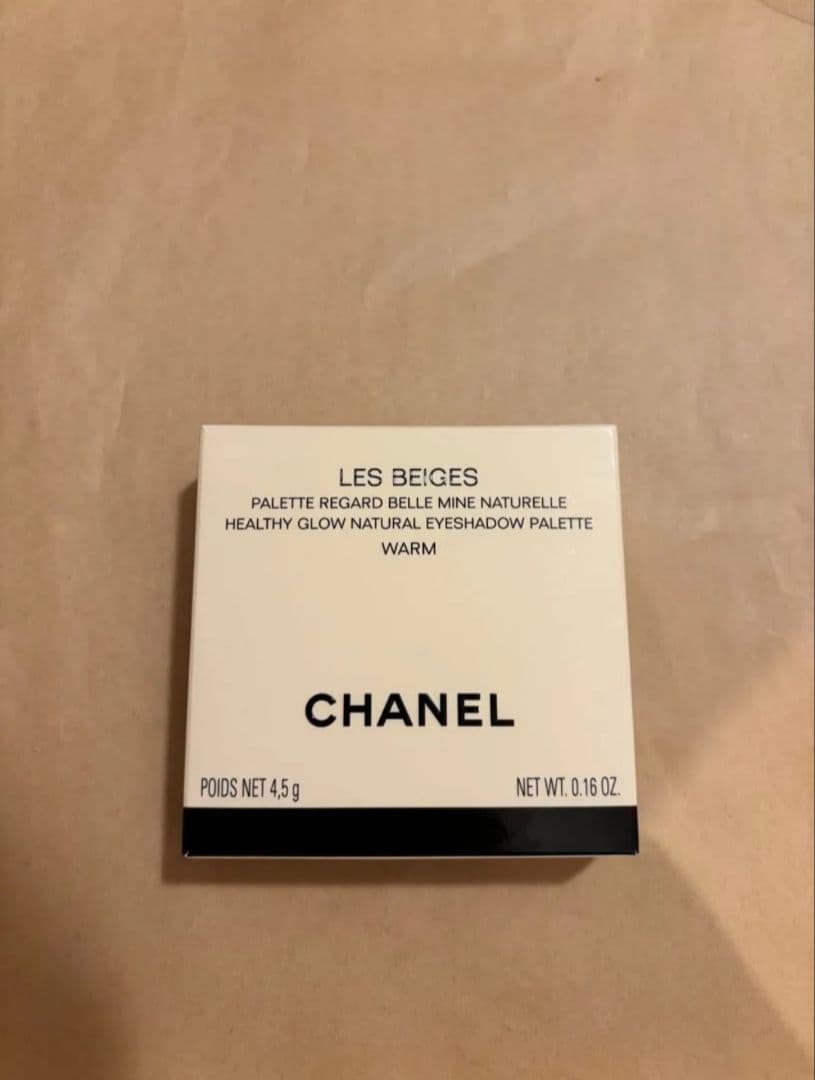 LES BEIGES
PALETTE REGARD BELLE MINE NATURELLE
HEALTHY GLOW NATURAL EYESHADOW PALETTE
WARM
CHANEL
POIDS NET 4,5 g NET WT. 0.16 OZ.